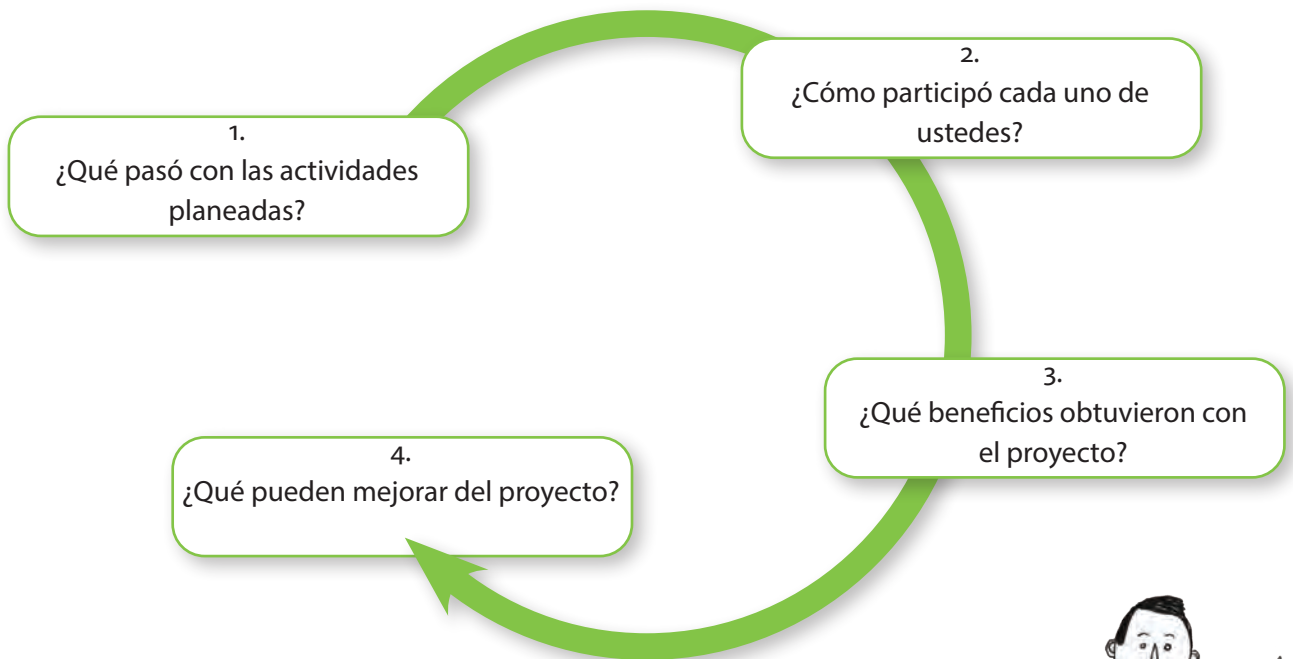 1.
¿Qué pasó con las actividades
planeadas?
2.
¿Cómo participó cada uno de
ustedes?
3.
¿Qué beneficios obtuvieron con
el proyecto?
4.
¿Qué pueden mejorar del proyecto?